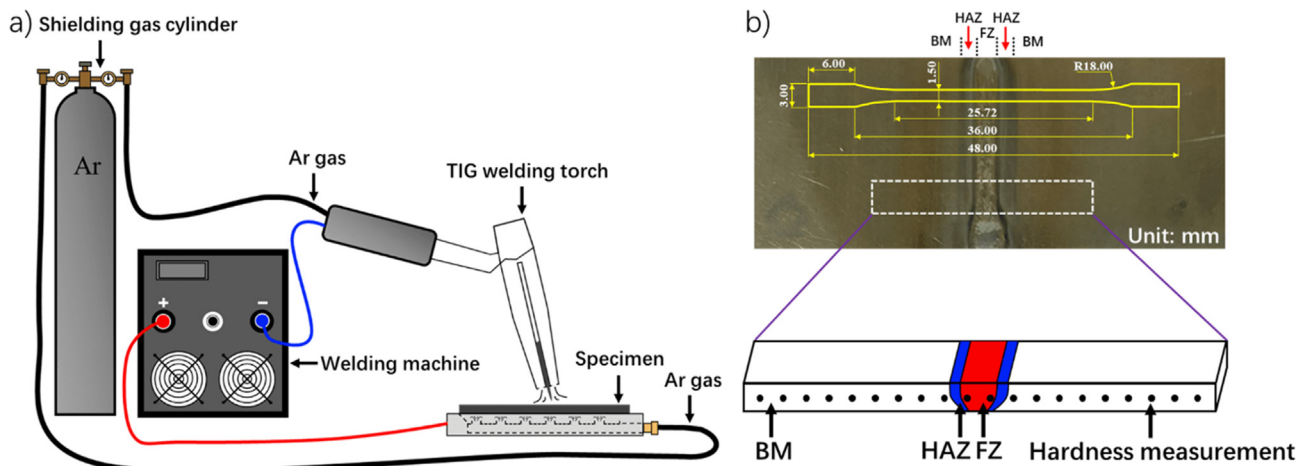 a)
Shielding gas cylinder
Ar
Ar gas
TIG welding torch
+
−
Welding machine
Specimen
Ar gas
b)
HAZ HAZ
FZ
BM BM
6.00
1.50
R18.00
3.00
25.72
36.00
48.00
Unit: mm
BM
HAZ FZ
Hardness measurement